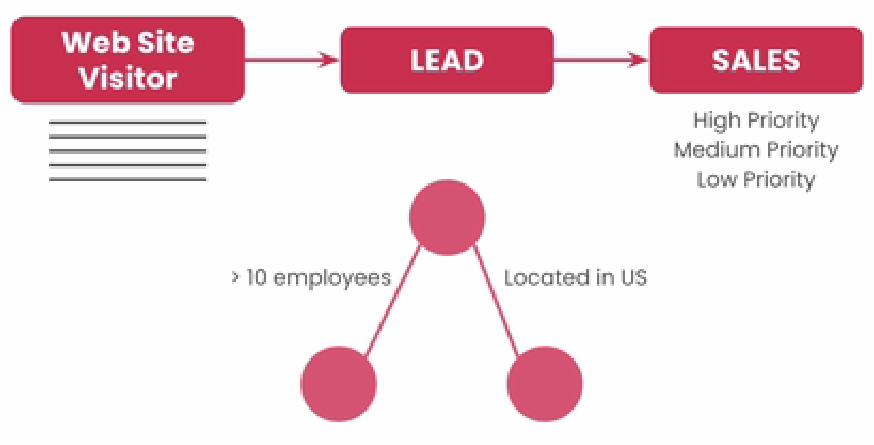 Web Site
Visitor
LEAD
SALES
High Priority
Medium Priority
Low Priority
> 10 employees
Located in US